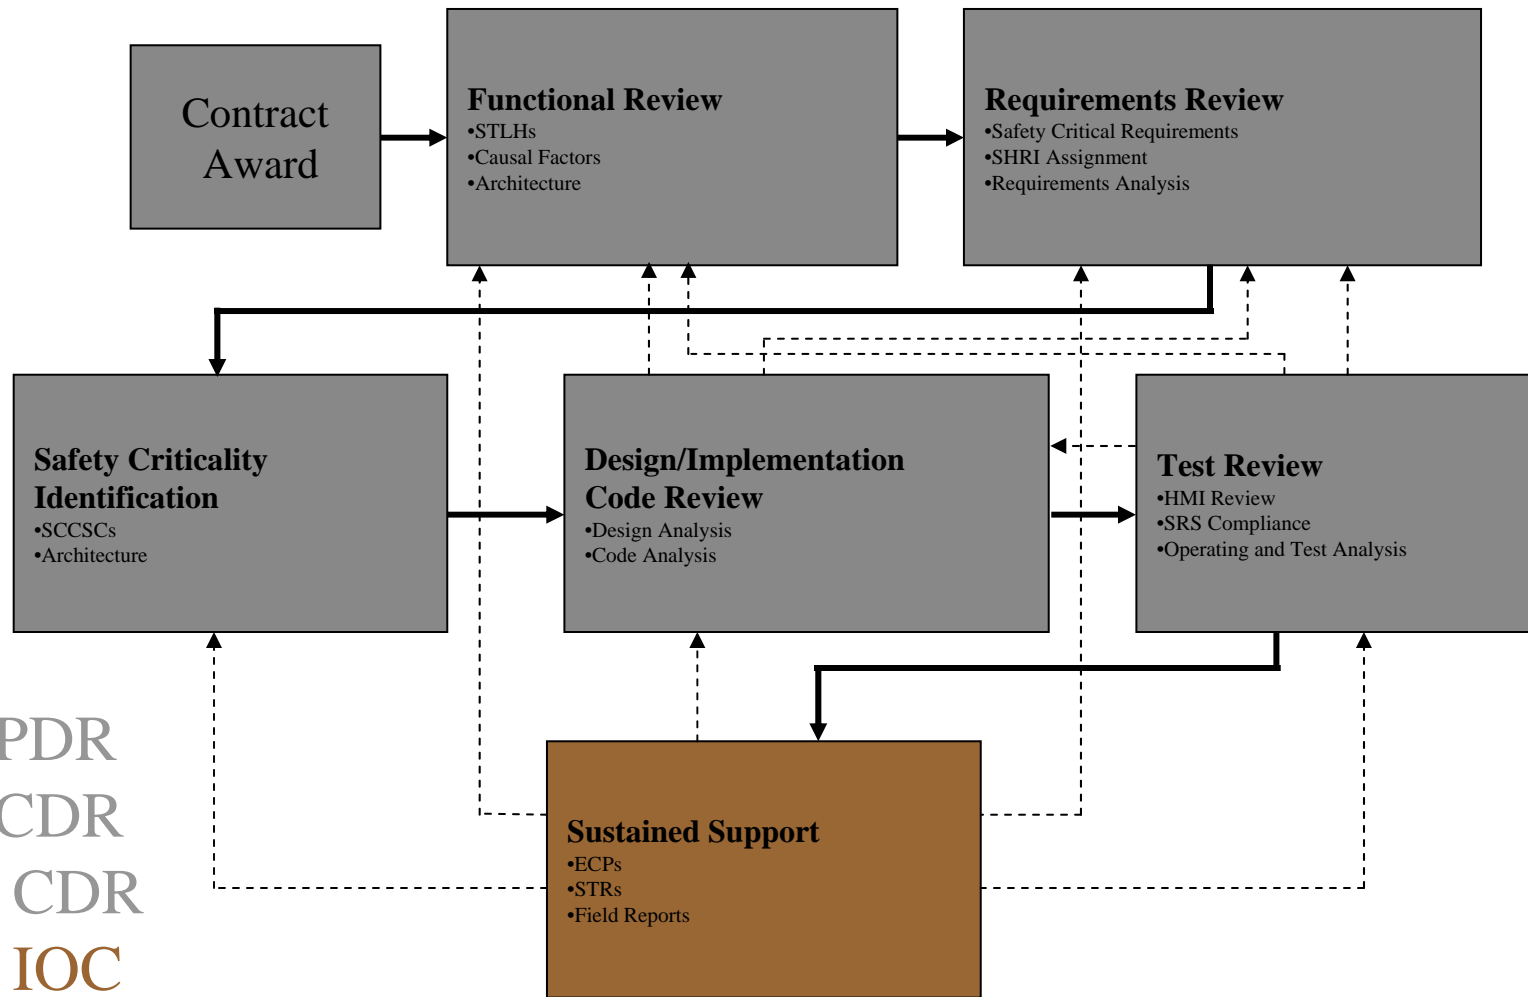 Contract
Award
Functional Review
•STLHs
•Causal Factors
•Architecture
Requirements Review
•Safety Critical Requirements
•SHRI Assignment
•Requirements Analysis
Safety Criticality
Identification
•SCCSCs
•Architecture
Design/Implementation
Code Review
•Design Analysis
•Code Analysis
Test Review
•HMI Review
•SRS Compliance
•Operating and Test Analysis
Sustained Support
•ECPs
•STRs
•Field Reports
PDR
CDR
CDR
IOC